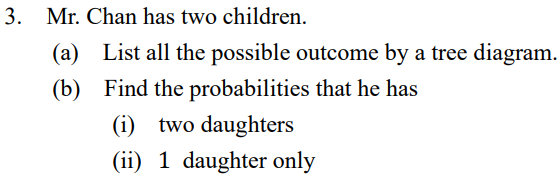 3. Mr. Chan has two children.
(a) List all the possible outcome by a tree diagram.
(b) Find the probabilities that he has
(i) two daughters
(ii) 1 daughter only